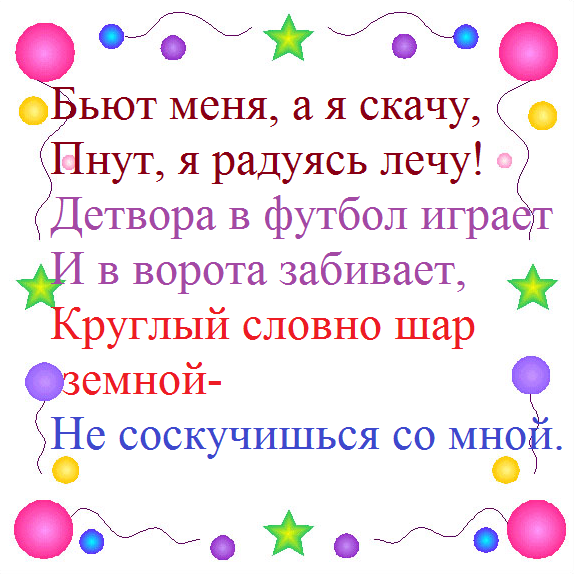 Бьют меня, а я скачу,
Пнут, я радуясь лечу!
Детвора в футбол играет
И в ворота забивает,
Круглый словно шар
земной-
Не соскучишься со мной.